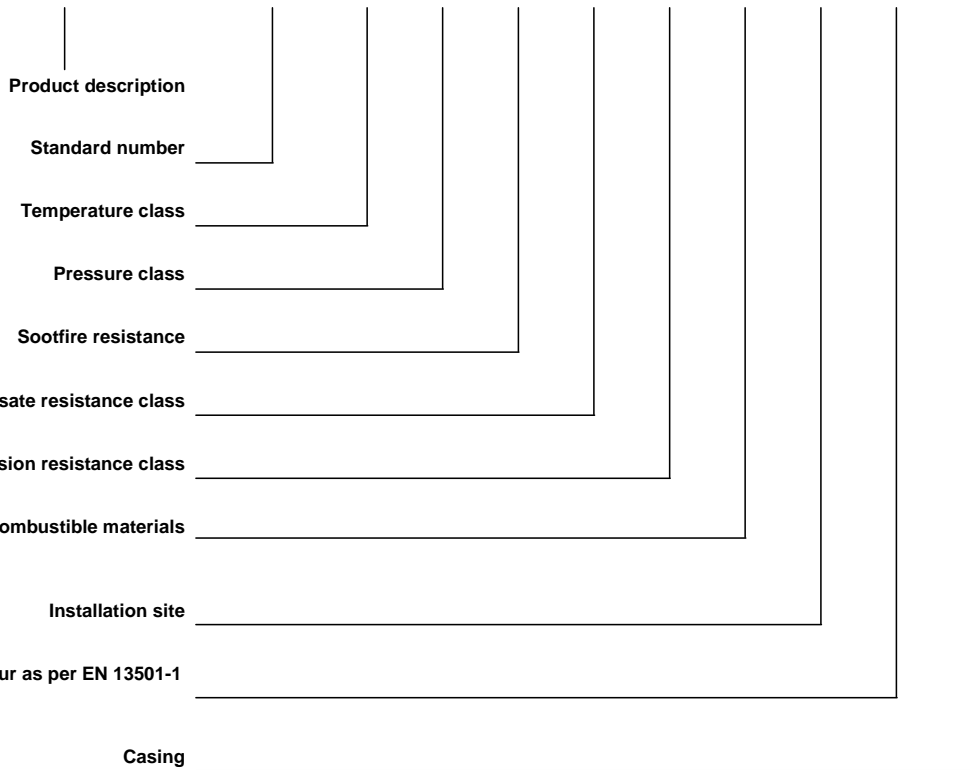 Product description
Standard number
Temperature class
Pressure class
Sootfire resistance
sate resistance class
sion resistance class
ombustible materials
Installation site
ur as per EN 13501-1
Casing